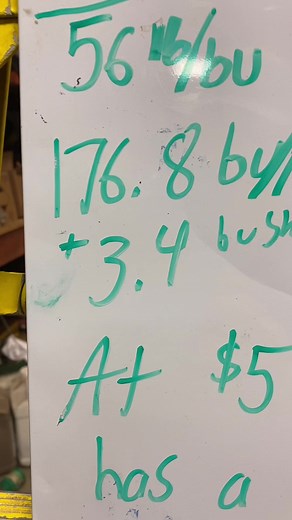 56 lb/bu
176.8 bu/
+3.4 bush
At $5
has a